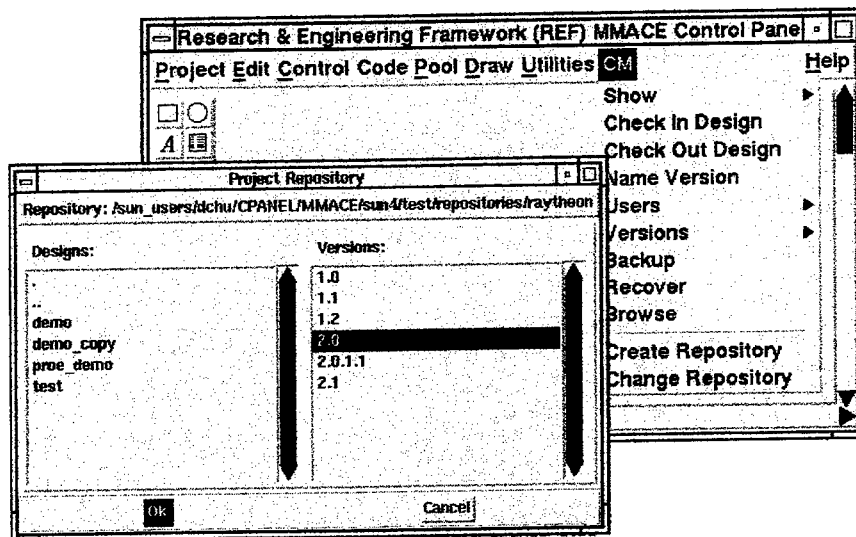 Research & Engineering Framework (REF) MMACE Control Pane
Project Edit Control Code Pool Draw Utilities CM Help
A
Show
Check In Design
Check Out Design
Name Version
Users
Versions
Backup
Recover
Browse
Create Repository
Change Repository
Project Repository
Repository: /sun_users/dchu/CPANEL/MMACE/sun4/test/repositories/raytheon
Designs:
.
..
demo
demo_copy
proe_demo
test
Versions:
1.0
1.1
1.2
2.0
2.0.1.1
2.1
Ok Cancel